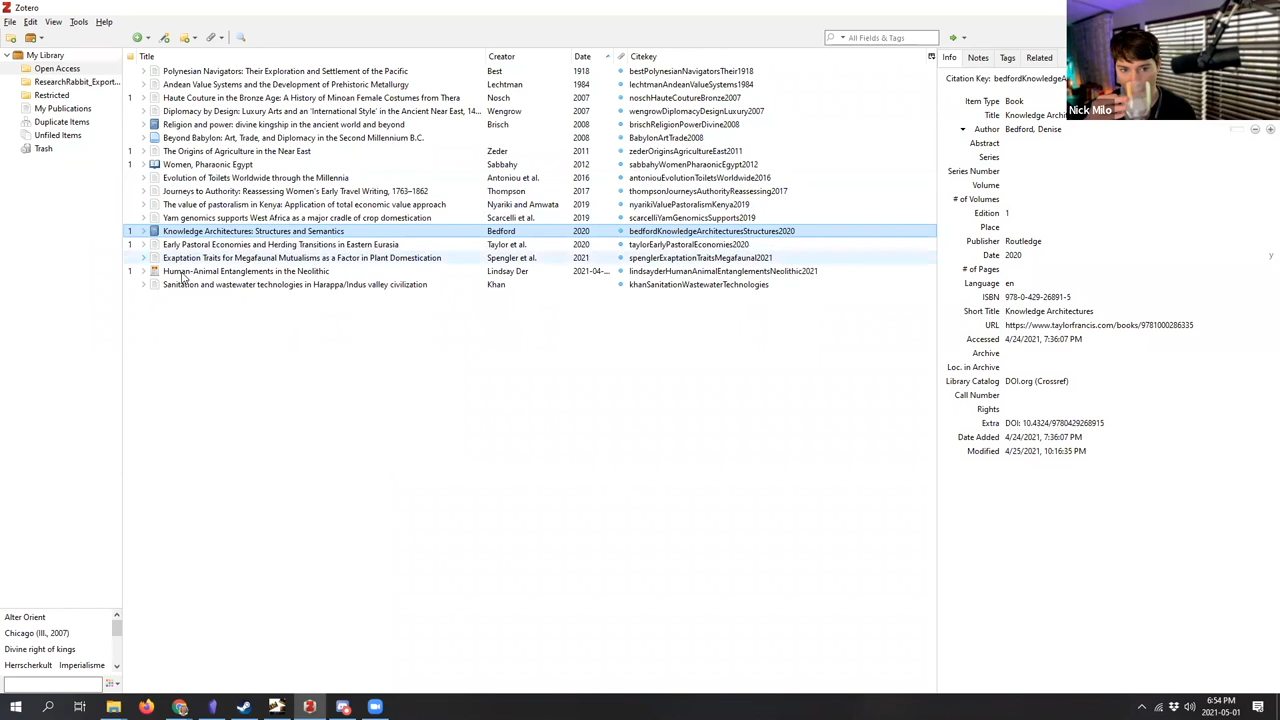 Zotero
File Edit View Tools Help
All Fields & Tags
My Library
Open Access
ResearchRabbit_Export...
Restricted
My Publications
Duplicate Items
Unfiled Items
Trash
Title Creator Date Citekey
Polynesian Navigators: Their Exploration and Settlement of the Pacific Best 1918 bestPolynesianNavigatorsTheir1918
Andean Value Systems and the Development of Prehistoric Metallurgy Lechtman 1984 lechtmanAndeanValueSystems1984
1 Haute Couture in the Bronze Age: A History of Minoan Female Costumes from Thera Nosch 2007 noschHauteCoutureBronze2007
Diplomacy by Design: Luxury Arts and an 'International Style' in the Ancient Near East, 14... Wengrow 2007 wengrowDiplomacyDesignLuxury2007
Religion and power: divine kingship in the ancient world and beyond Brisch 2008 brischReligionPowerDivine2008
Beyond Babylon: Art, Trade, and Diplomacy in the Second Millennium B.C. 2008 BabylonArtTrade2008
1 The Origins of Agriculture in the Near East Zeder 2011 zederOriginsAgricultureEast2011
1 Women, Pharaonic Egypt Sabbahy 2012 sabbahyWomenPharaonicEgypt2012
Evolution of Toilets Worldwide through the Millennia Antoniou et al. 2016 antoniouEvolutionToiletsWorldwide2016
Journeys to Authority: Reassessing Women's Early Travel Writing, 1763–1862 Thompson 2017 thompsonJourneysAuthorityReassessing2017
The value of pastoralism in Kenya: Application of total economic value approach Nyariki and Amwata 2019 nyarikiValuePastoralismKenya2019
Yam genomics supports West Africa as a major cradle of crop domestication Scarcelli et al. 2019 scarcelliYamGenomicsSupports2019
1 Knowledge Architectures: Structures and Semantics Bedford 2020 bedfordKnowledgeArchitecturesStructures2020
1 Early Pastoral Economies and Herding Transitions in Eastern Eurasia Taylor et al. 2020 taylorEarlyPastoralEconomies2020
Exaptation Traits for Megafaunal Mutualisms as a Factor in Plant Domestication Spengler et al. 2021 spenglerExaptationTraitsMegafaunal2021
1 Human-Animal Entanglements in the Neolithic Lindsay Der 2021-04-... lindsayderHumanAnimalEntanglementsNeolithic2021
Sanitation and wastewater technologies in Harappa/Indus valley civilization Khan khanSanitationWastewaterTechnologies
Info Notes Tags Related
Citation Key: bedfordKnowledgeA
Item Type Book
Title Knowledge Archi
Author Bedford, Denise
Abstract
Series
Series Number
Volume
# of Volumes
Edition 1
Place
Publisher Routledge
Date 2020 y
# of Pages
Language en
ISBN 978-0-429-26891-5
Short Title Knowledge Architectures
URL https://www.taylorfrancis.com/books/9781000286335
Accessed 4/24/2021, 7:36:07 PM
Archive
Loc. in Archive
Library Catalog DOI.org (Crossref)
Call Number
Rights
Extra DOI: 10.4324/9780429268915
Date Added 4/24/2021, 7:36:07 PM
Modified 4/25/2021, 10:16:35 PM
Nick Milo
Alter Orient
Chicago (Ill., 2007)
Divine right of kings
Herrscherkult Imperialisme
6:54 PM
2021-05-01